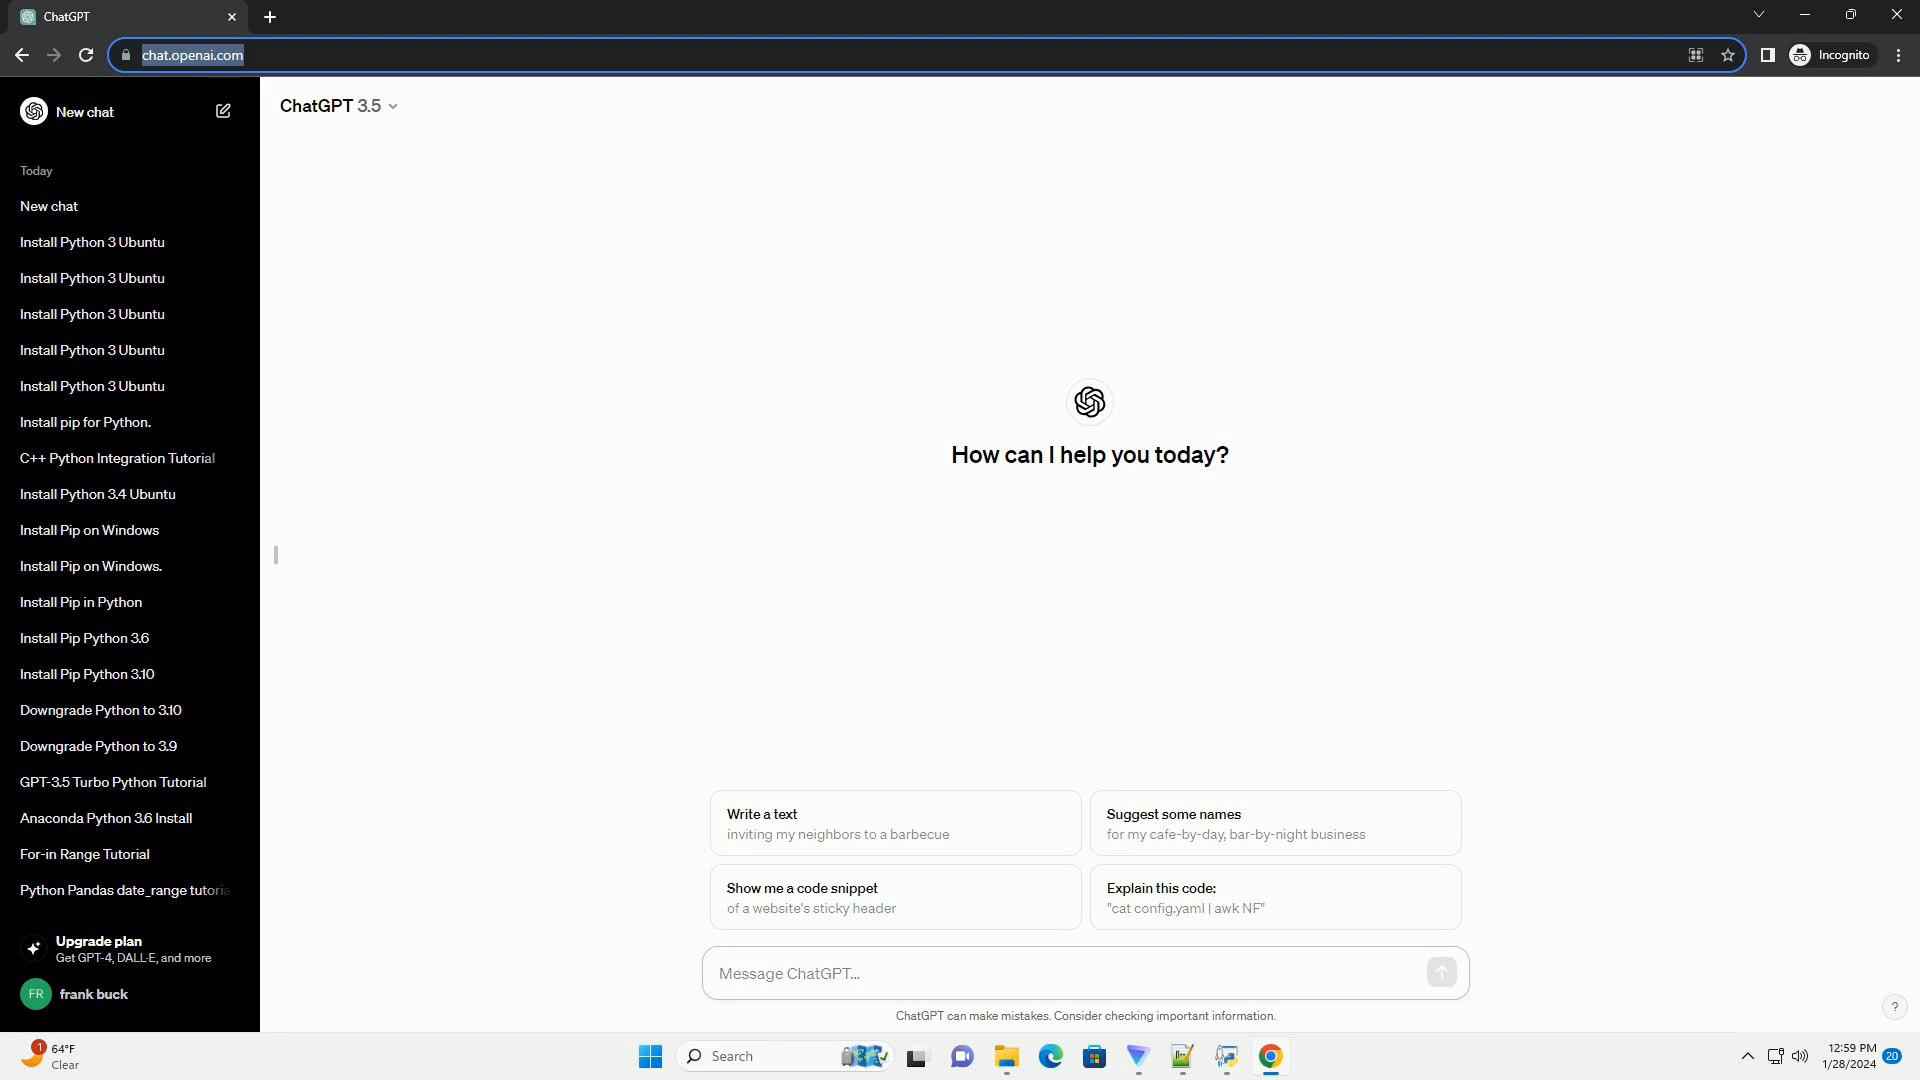 ChatGPT
chat.openai.com
Incognito
New chat
ChatGPT 3.5
Today
New chat
Install Python 3 Ubuntu
Install Python 3 Ubuntu
Install Python 3 Ubuntu
Install Python 3 Ubuntu
Install Python 3 Ubuntu
Install pip for Python.
C++ Python Integration Tutorial
Install Python 3.4 Ubuntu
Install Pip on Windows
Install Pip on Windows.
Install Pip in Python
Install Pip Python 3.6
Install Pip Python 3.10
Downgrade Python to 3.10
Downgrade Python to 3.9
GPT-3.5 Turbo Python Tutorial
Anaconda Python 3.6 Install
For-in Range Tutorial
Python Pandas date_range tutoria
Upgrade plan
Get GPT-4, DALL·E, and more
FR
frank buck
How can I help you today?
Write a text
inviting my neighbors to a barbecue
Suggest some names
for my cafe-by-day, bar-by-night business
Show me a code snippet
of a website's sticky header
Explain this code:
"cat config.yaml | awk NF"
Message ChatGPT...
ChatGPT can make mistakes. Consider checking important information.
?
1
64°F
Clear
Search
12:59 PM
1/28/2024
20